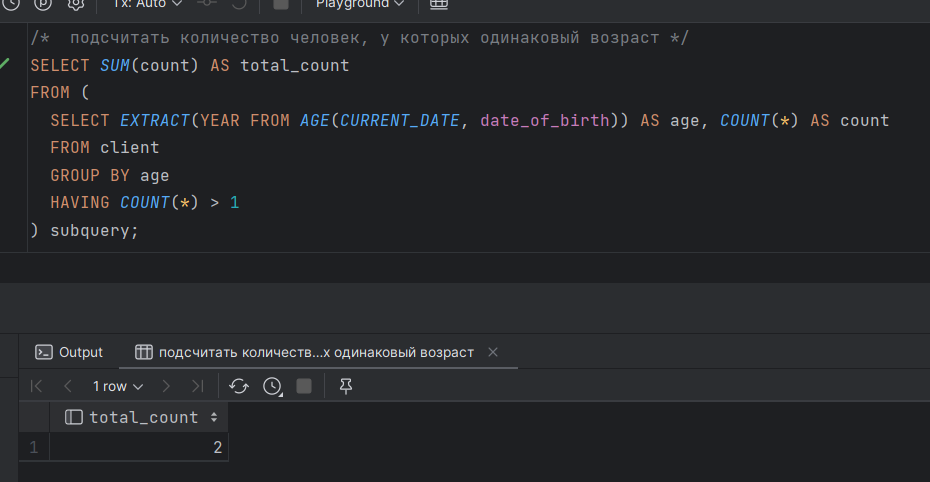 Tx: Auto Playground
/*  подсчитать количество человек, у которых одинаковый возраст */
SELECT SUM(count) AS total_count
FROM (
  SELECT EXTRACT(YEAR FROM AGE(CURRENT_DATE, date_of_birth)) AS age, COUNT(*) AS count
  FROM client
  GROUP BY age
  HAVING COUNT(*) > 1
) subquery;
Output подсчитать количеств...х одинаковый возраст
1 row
total_count
1 2